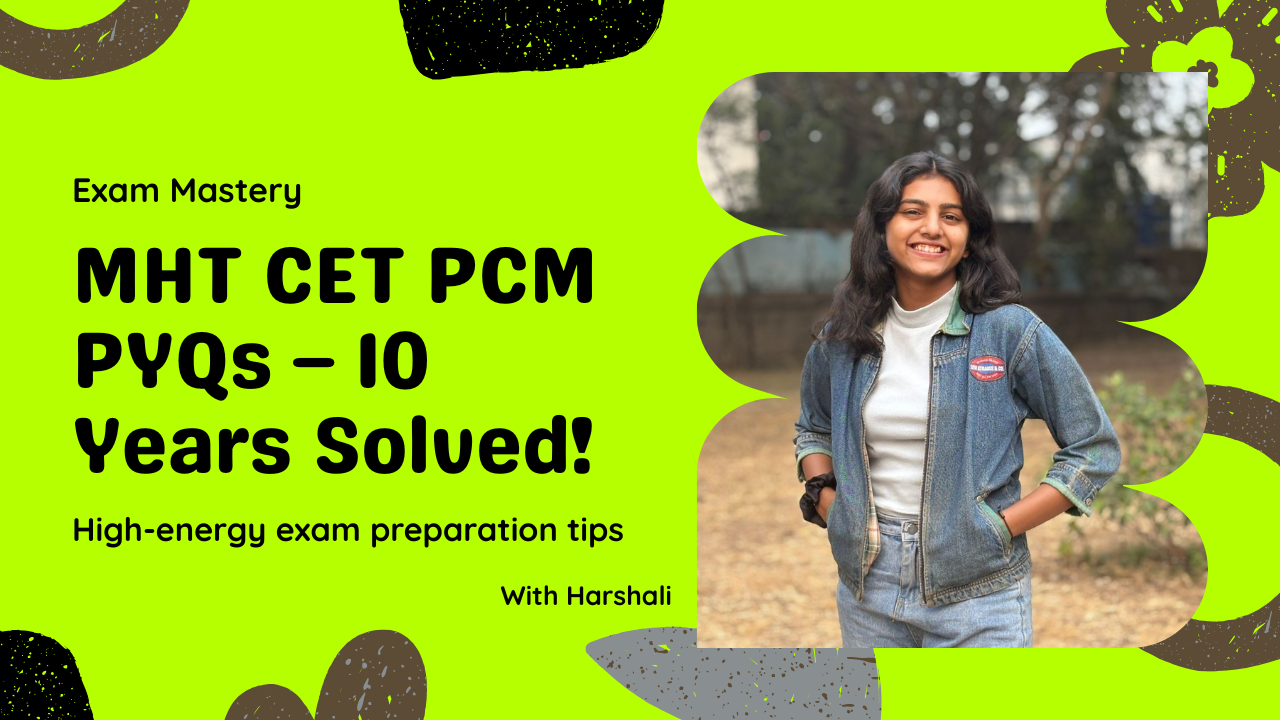 Exam Mastery
MHT CET PCM
PYQs – 10
Years Solved!
High-energy exam preparation tips
With Harshali